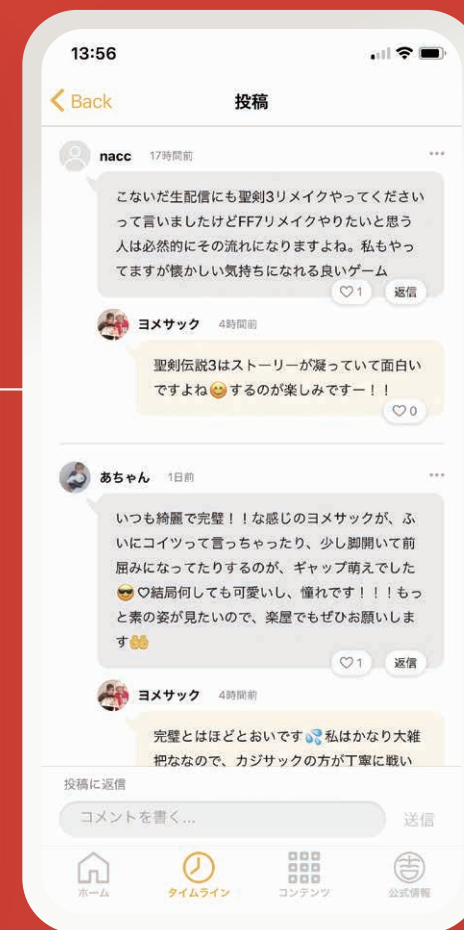 13:56
Back
投稿
nacc 17時間前
こないだ生配信にも聖剣3リメイクやってください
って言いましたけどFF7リメイクやりたいと思う
人は必然的にその流れになりますよね。私もやっ
てますが懐かしい気持ちになれる良いゲーム
1 返信
ヨメサック 4時間前
聖剣伝説3はストーリーが凝っていて面白い
ですよね😊するのが楽しみですー！！
0
あちゃん 1日前
いつも綺麗で完璧！！な感じのヨメサックが、ふ
いにコイツって言っちゃったり、少し脚開いて前
屈みになってたりするのが、ギャップ萌えでした
😎♡結局何しても可愛いし、憧れです！！！もっ
と素の姿が見たいので、楽屋でもぜひお願いしま
す🤲
1 返信
ヨメサック 4時間前
完璧とはほどとおいです💦私はかなり大雑
把ななので、カジサックの方が丁寧に戦い
投稿に返信
コメントを書く... 送信
ホーム タイムライン コンテンツ 公式情報